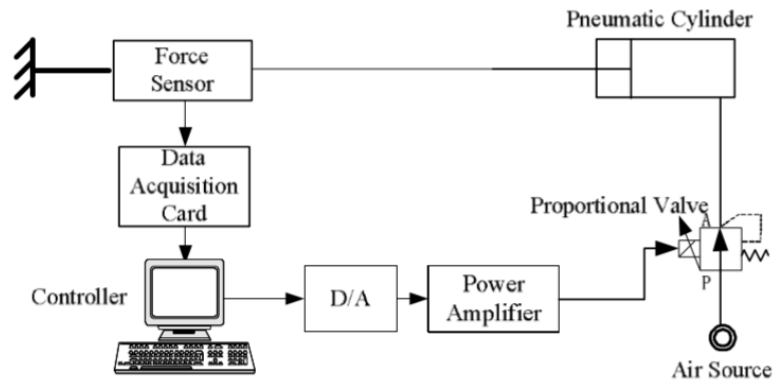 Pneumatic Cylinder
Force
Sensor
Data
Acquisition
Card
Proportional Valve
A
P
Controller
D/A
Power
Amplifier
Air Source